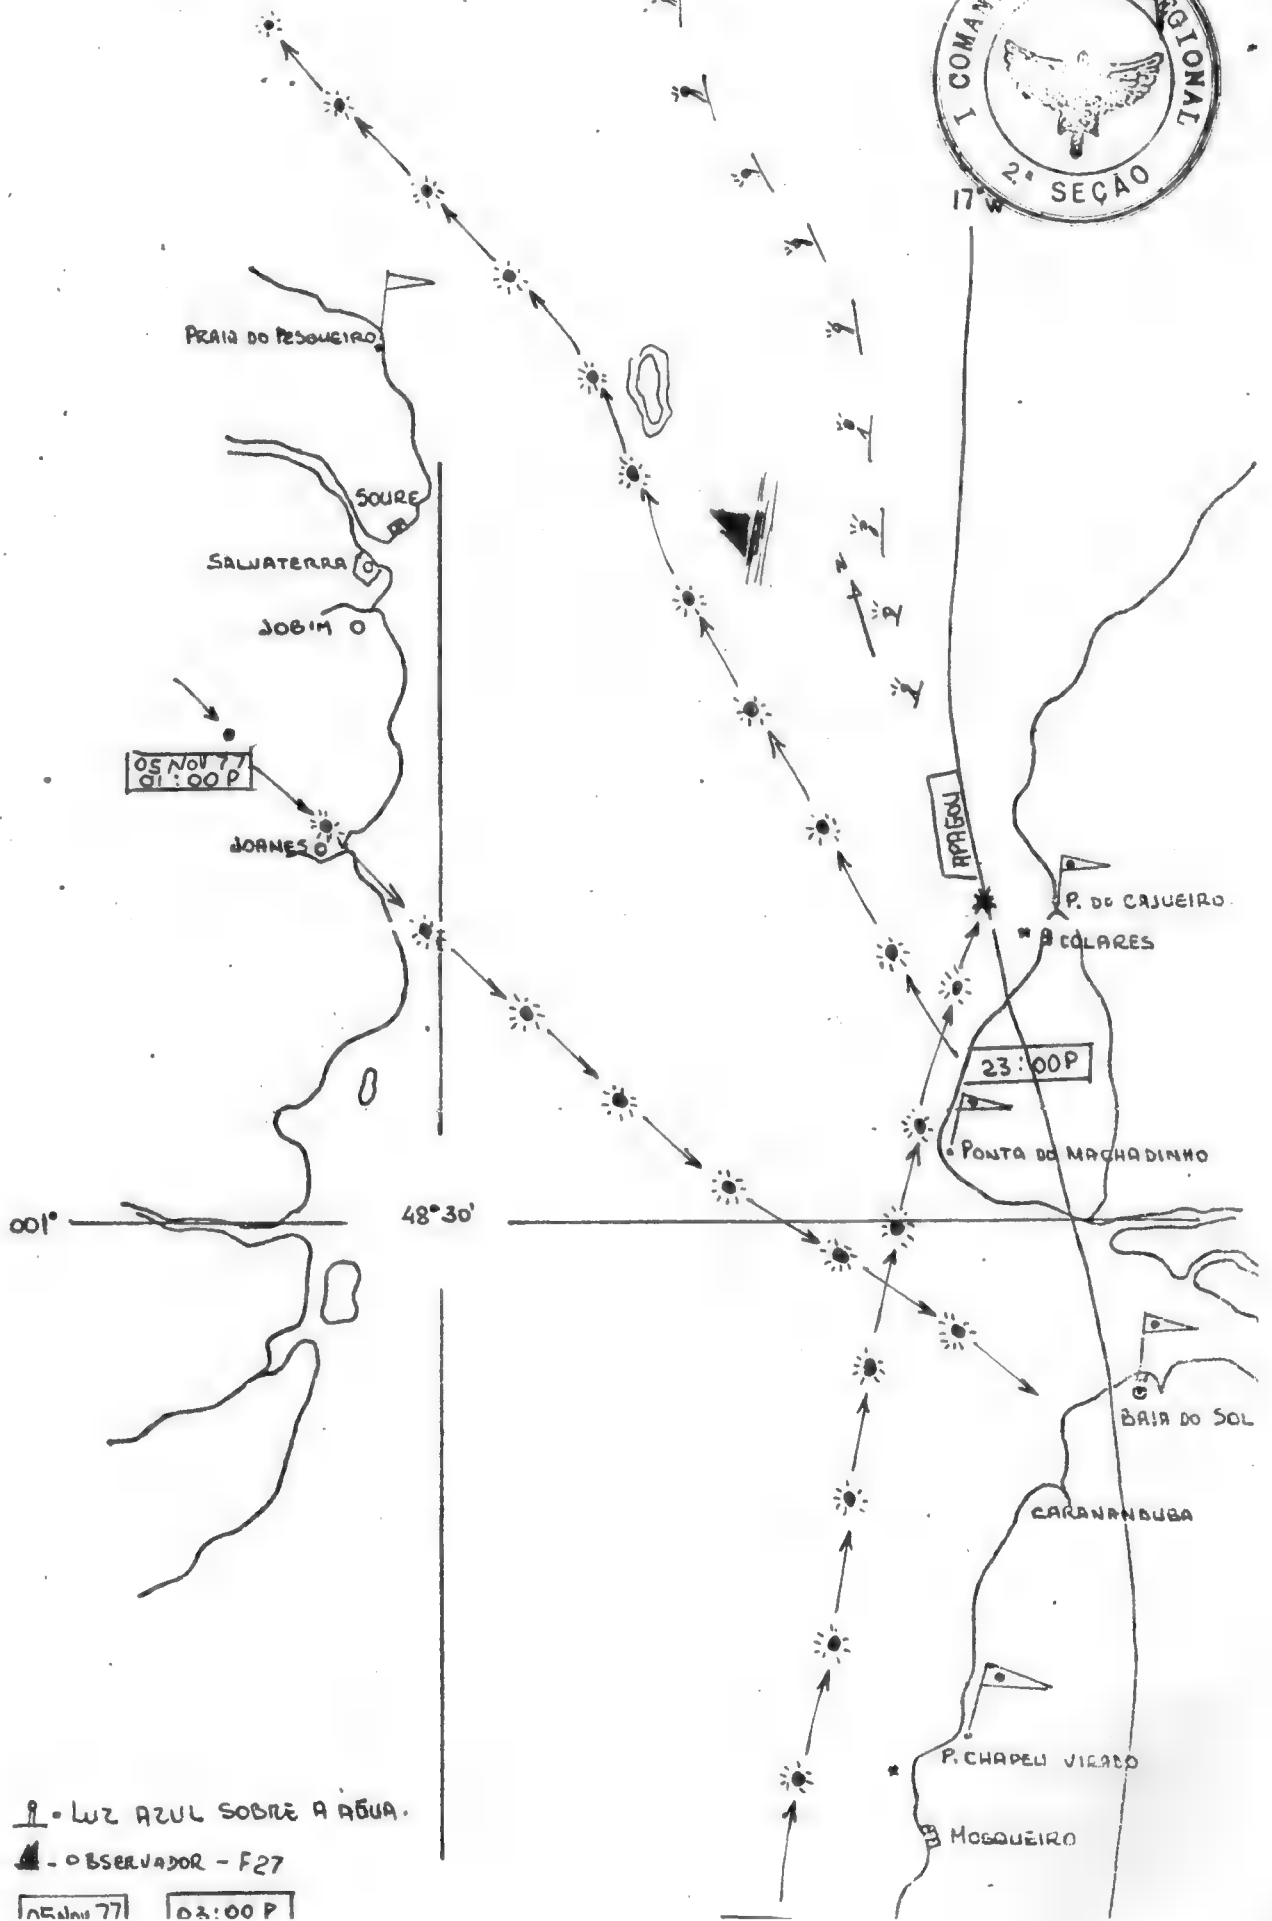 I COMAN
GIONAL
2ª SEÇÃO
17°W
PRAIA DO PESQUEIRO
SOURE
SALVATERRA
JOBIM
N
05 NOV 77
01:00 P
JOANES
APAGOU
P. DO CAJUEIRO
COLARES
23:00P
PONTA DO MACHADINHO
001°
48°30'
BAIA DO SOL
CARANANDUBA
P. CHAPEU VIRADO
- LUZ AZUL SOBRE A ÁGUA.
MOSQUEIRO
- OBSERVADOR - F27
05 NOV 77
03:00 P